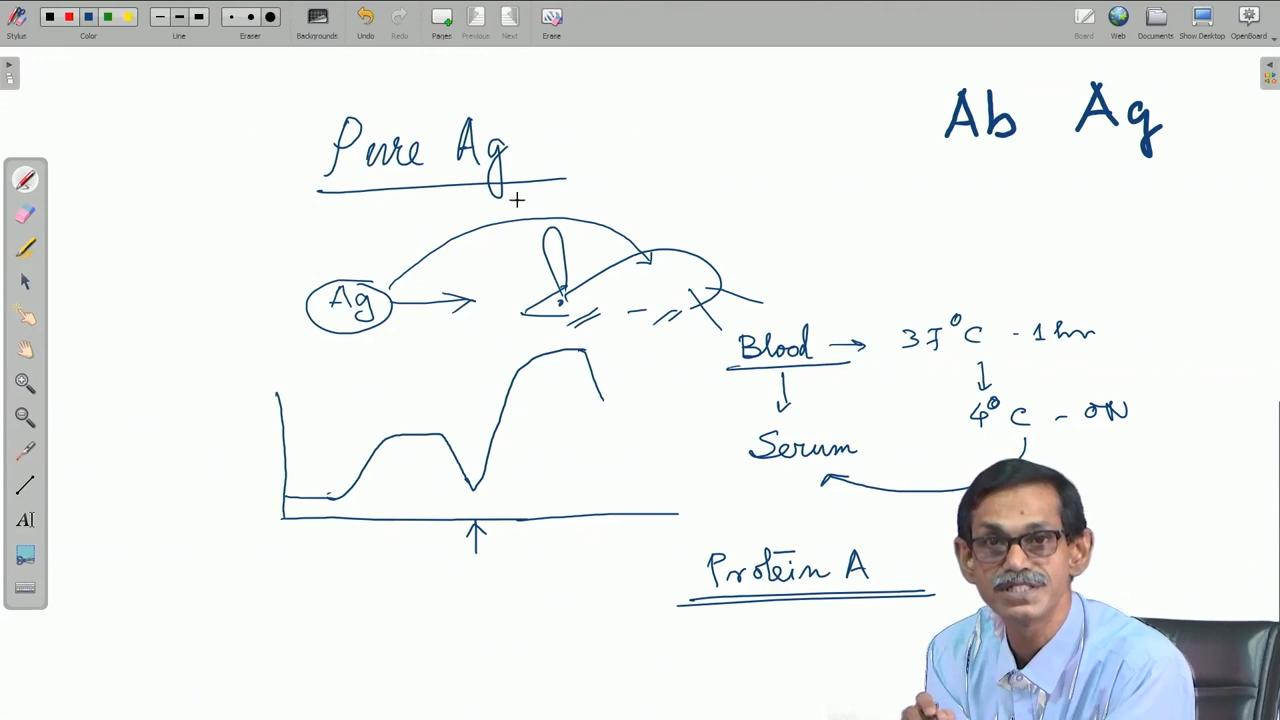 Stylus
Color
Line
Eraser
Backgrounds
Undo
Redo
Pages
Previous
Next
Erase
Board
Web
Documents
Show Desktop
OpenBoard
Ab Ag
Pure Ag
Ag
Blood → 37°C - 1 hr
4°C - ON
Serum
Protein A